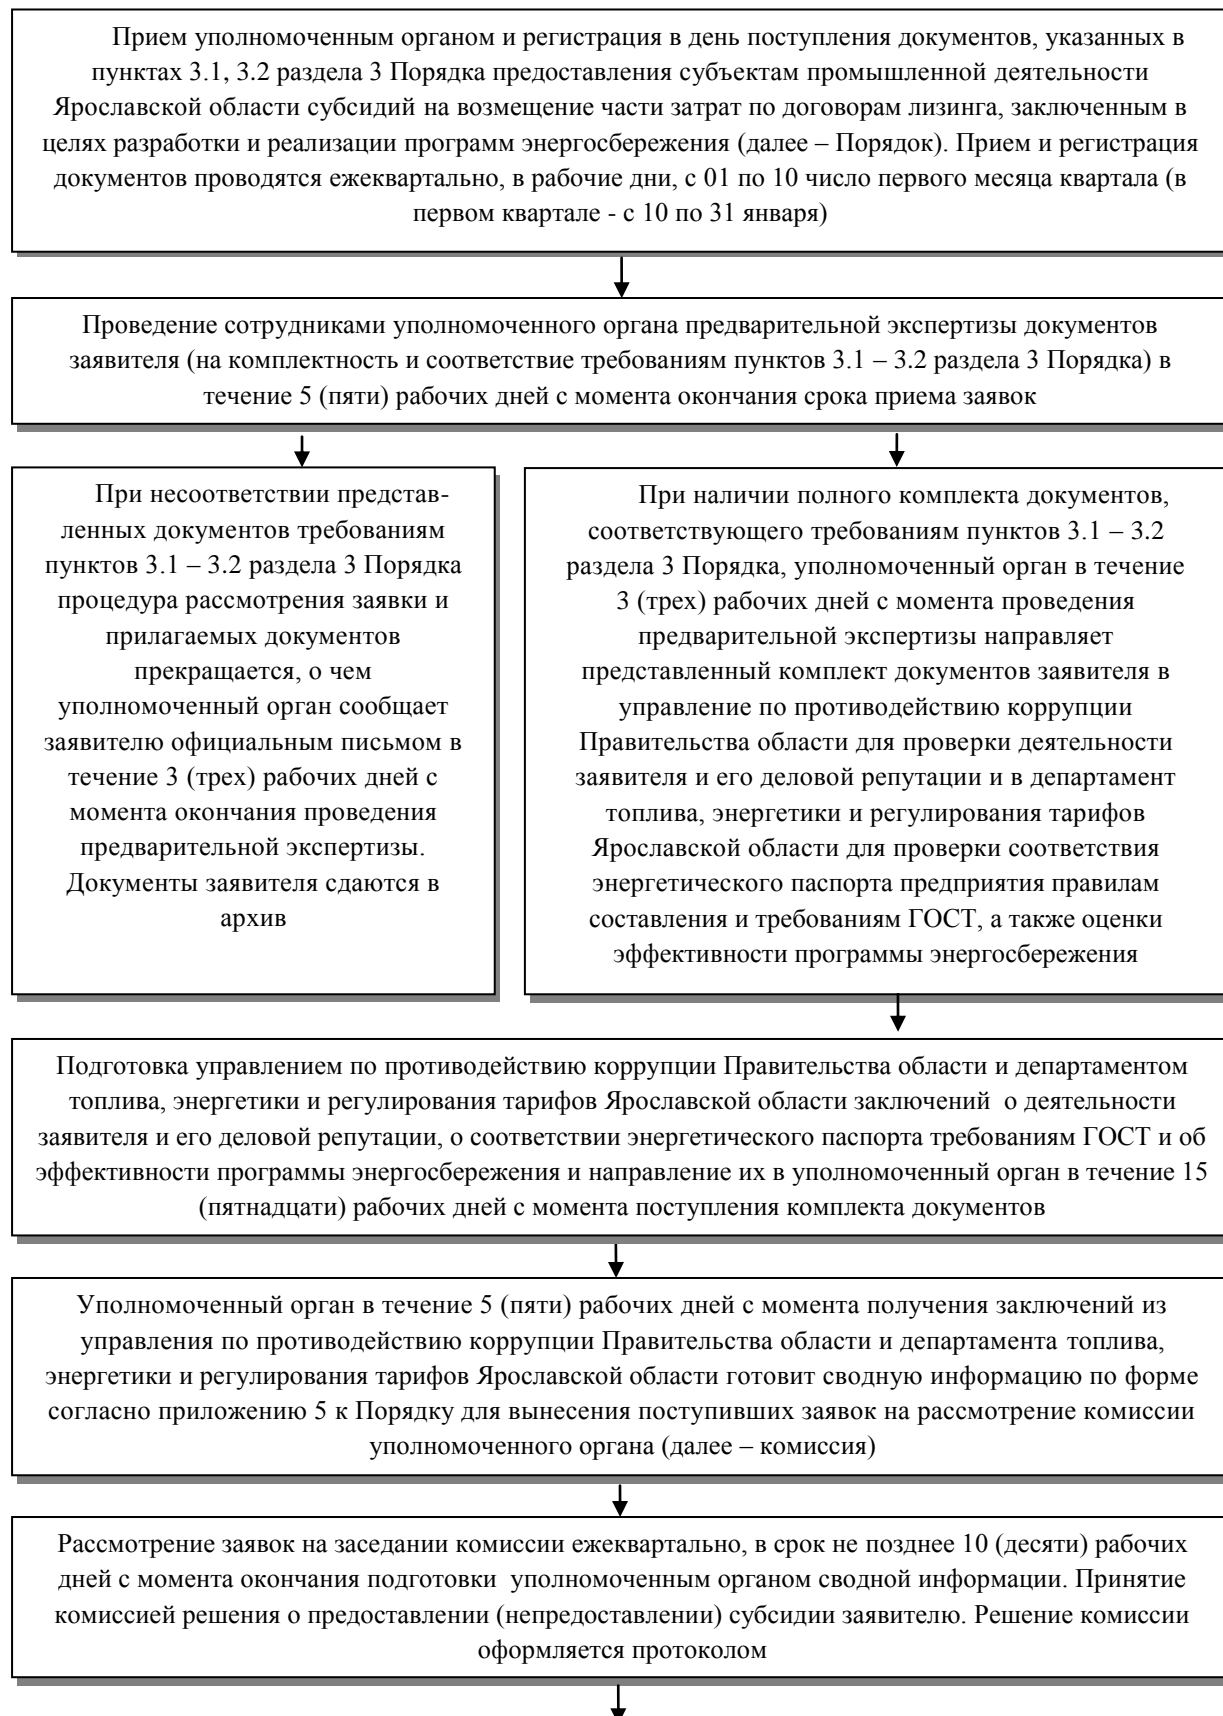 Прием уполномоченным органом и регистрация в день поступления документов, указанных в
пунктах 3.1, 3.2 раздела 3 Порядка предоставления субъектам промышленной деятельности
Ярославской области субсидий на возмещение части затрат по договорам лизинга, заключенным в
целях разработки и реализации программ энергосбережения (далее – Порядок). Прием и регистрация
документов проводятся ежеквартально, в рабочие дни, с 01 по 10 число первого месяца квартала (в
первом квартале - с 10 по 31 января)
Проведение сотрудниками уполномоченного органа предварительной экспертизы документов
заявителя (на комплектность и соответствие требованиям пунктов 3.1 – 3.2 раздела 3 Порядка) в
течение 5 (пяти) рабочих дней с момента окончания срока приема заявок
При несоответствии представ-
ленных документов требованиям
пунктов 3.1 – 3.2 раздела 3 Порядка
процедура рассмотрения заявки и
прилагаемых документов
прекращается, о чем
уполномоченный орган сообщает
заявителю официальным письмом в
течение 3 (трех) рабочих дней с
момента окончания проведения
предварительной экспертизы.
Документы заявителя сдаются в
архив
При наличии полного комплекта документов,
соответствующего требованиям пунктов 3.1 – 3.2
раздела 3 Порядка, уполномоченный орган в течение
3 (трех) рабочих дней с момента проведения
предварительной экспертизы направляет
представленный комплект документов заявителя в
управление по противодействию коррупции
Правительства области для проверки деятельности
заявителя и его деловой репутации и в департамент
топлива, энергетики и регулирования тарифов
Ярославской области для проверки соответствия
энергетического паспорта предприятия правилам
составления и требованиям ГОСТ, а также оценки
эффективности программы энергосбережения
Подготовка управлением по противодействию коррупции Правительства области и департаментом
топлива, энергетики и регулирования тарифов Ярославской области заключений о деятельности
заявителя и его деловой репутации, о соответствии энергетического паспорта требованиям ГОСТ и об
эффективности программы энергосбережения и направление их в уполномоченный орган в течение 15
(пятнадцати) рабочих дней с момента поступления комплекта документов
Уполномоченный орган в течение 5 (пяти) рабочих дней с момента получения заключений из
управления по противодействию коррупции Правительства области и департамента топлива,
энергетики и регулирования тарифов Ярославской области готовит сводную информацию по форме
согласно приложению 5 к Порядку для вынесения поступивших заявок на рассмотрение комиссии
уполномоченного органа (далее – комиссия)
Рассмотрение заявок на заседании комиссии ежеквартально, в срок не позднее 10 (десяти) рабочих
дней с момента окончания подготовки уполномоченным органом сводной информации. Принятие
комиссией решения о предоставлении (непредоставлении) субсидии заявителю. Решение комиссии
оформляется протоколом